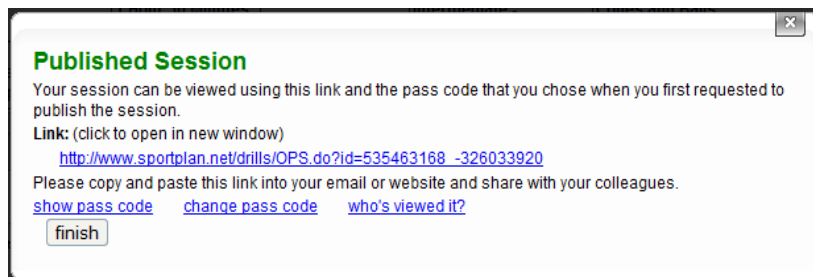 Published Session
Your session can be viewed using this link and the pass code that you chose when you first requested to
publish the session.
Link: (click to open in new window)
http://www.sportplan.net/drills/OPS.do?id=535463168_-326033920
Please copy and paste this link into your email or website and share with your colleagues.
show pass code change pass code who's viewed it?
finish